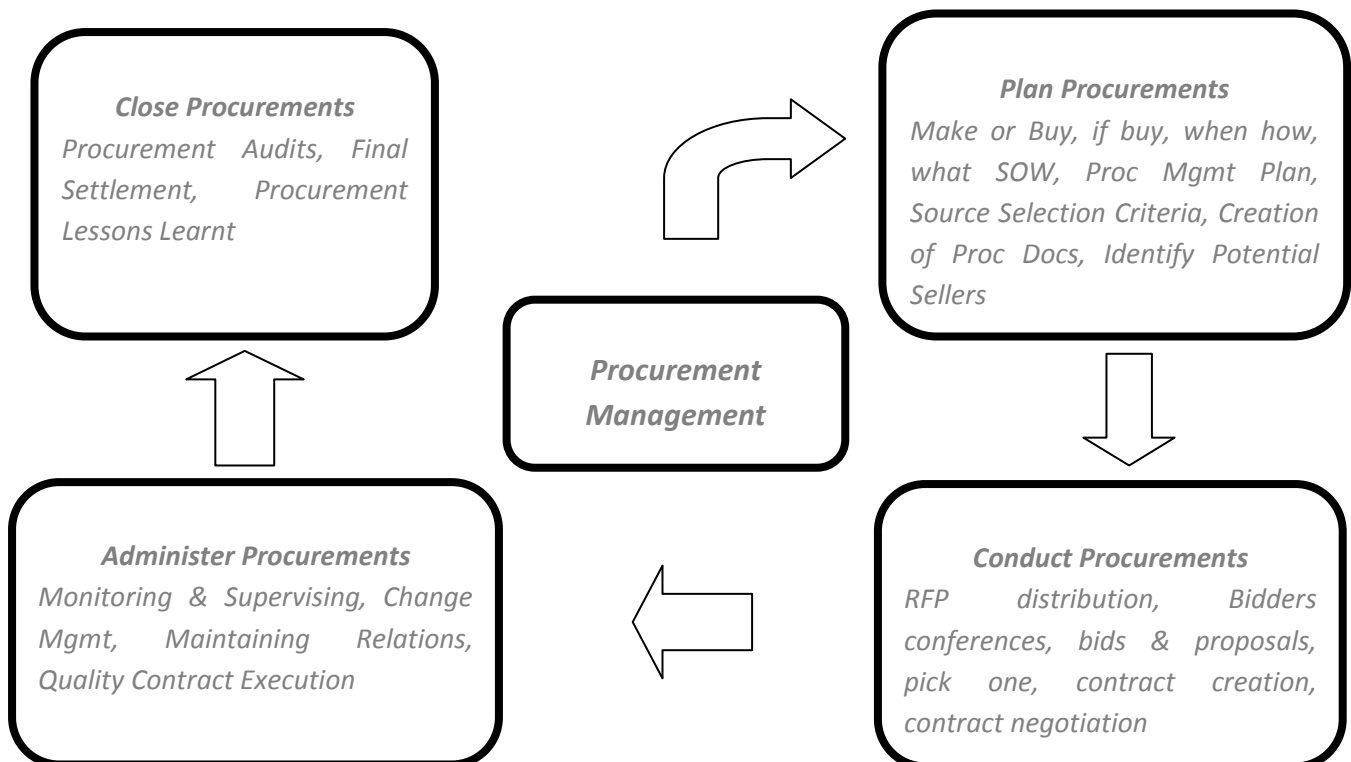 Close Procurements
Procurement Audits, Final
Settlement, Procurement
Lessons Learnt
Plan Procurements
Make or Buy, if buy, when how,
what SOW, Proc Mgmt Plan,
Source Selection Criteria, Creation
of Proc Docs, Identify Potential
Sellers
Procurement
Management
Administer Procurements
Monitoring & Supervising, Change
Mgmt, Maintaining Relations,
Quality Contract Execution
Conduct Procurements
RFP distribution, Bidders
conferences, bids & proposals,
pick one, contract creation,
contract negotiation